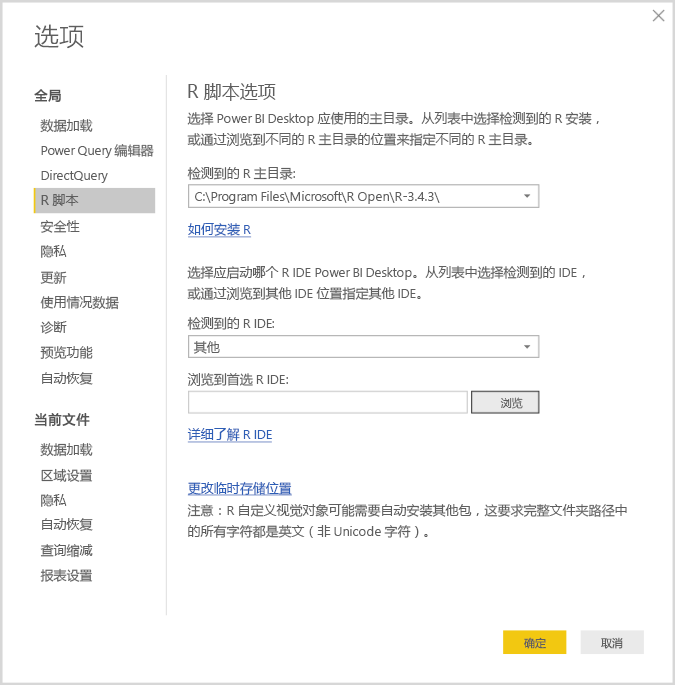 选项
全局
数据加载
Power Query 编辑器
DirectQuery
R 脚本
安全性
隐私
更新
使用情况数据
诊断
预览功能
自动恢复
当前文件
数据加载
区域设置
隐私
自动恢复
查询缩减
报表设置
R 脚本选项
选择 Power BI Desktop 应使用的主目录。从列表中选择检测到的 R 安装，
或通过浏览到不同的 R 主目录的位置来指定不同的 R 主目录。
检测到的 R 主目录:
C:\Program Files\Microsoft\R Open\R-3.4.3\
如何安装 R
选择应启动哪个 R IDE Power BI Desktop。从列表中选择检测到的 IDE，
或通过浏览到其他 IDE 位置指定其他 IDE。
检测到的 R IDE:
其他
浏览到首选 R IDE:
浏览
详细了解 R IDE
更改临时存储位置
注意：R 自定义视觉对象可能需要自动安装其他包，这要求完整文件夹路径中
的所有字符都是英文（非 Unicode 字符）。
确定
取消